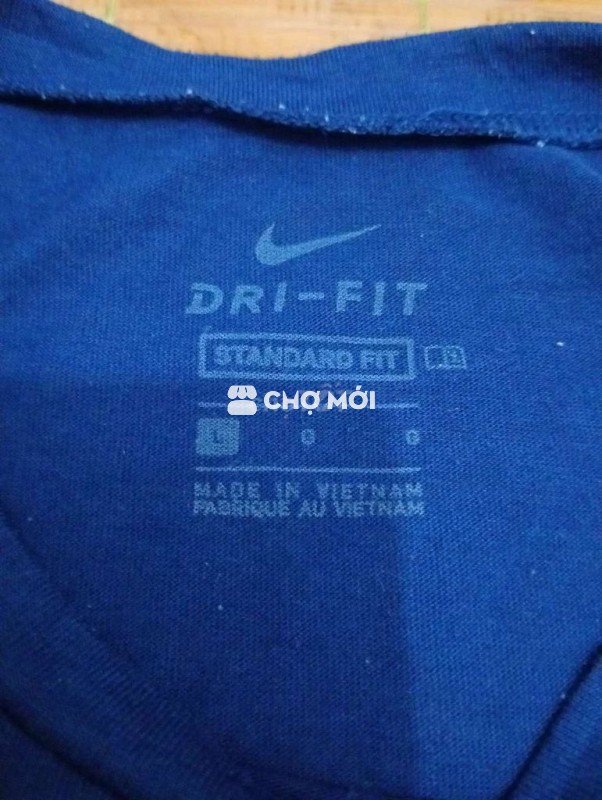 DRI-FIT
STANDARD FIT
CHỢ MỚI
L G G
MADE IN VIETNAM
FABRIQUE AU VIETNAM